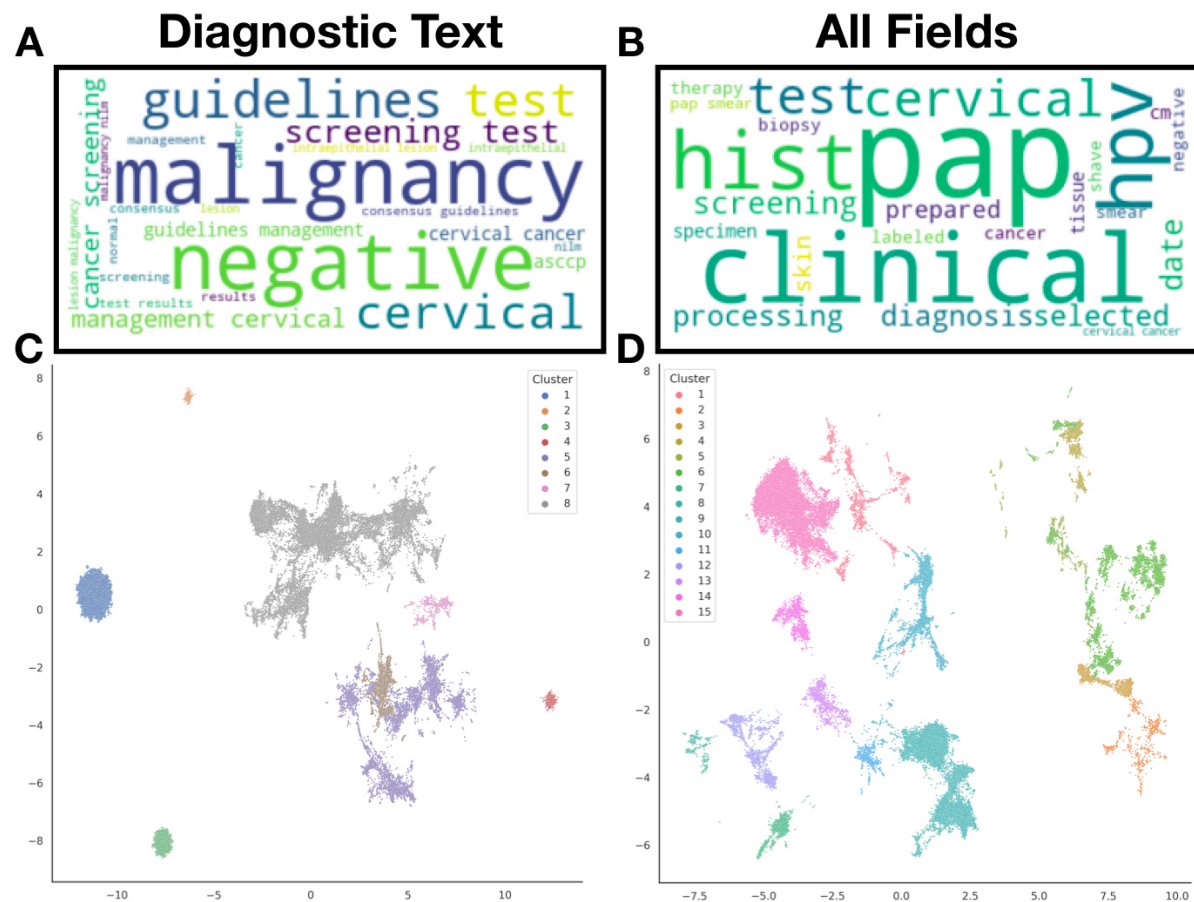 A Diagnostic Text
B All Fields
screening
malignancy nilm
guidelines
test
management
cancer
screening test
intraepithelial lesion
intraepithelial
malignancy
consensus
lesion
consensus guidelines
lesion malignancy
cancer
normal
guidelines management
cervical cancer
nilm
negative
asccp
screening
test results
results
management cervical
cervical
therapy
pap smear
test
cervical
biopsy
hpv
cm
negative
hist
pap
shave
screening
prepared
tissue
smear
specimen
skin
labeled
cancer
date
clinical
processing
diagnosis
selected
cervical cancer
C
8
6
4
2
0
−2
−4
−6
−8
−10
−5
0
5
10
Cluster
1
2
3
4
5
6
7
8
D
8
6
4
2
0
−2
−4
−6
−7.5
−5.0
−2.5
0.0
2.5
5.0
7.5
10.0
Cluster
1
2
3
4
5
6
7
8
9
10
11
12
13
14
15